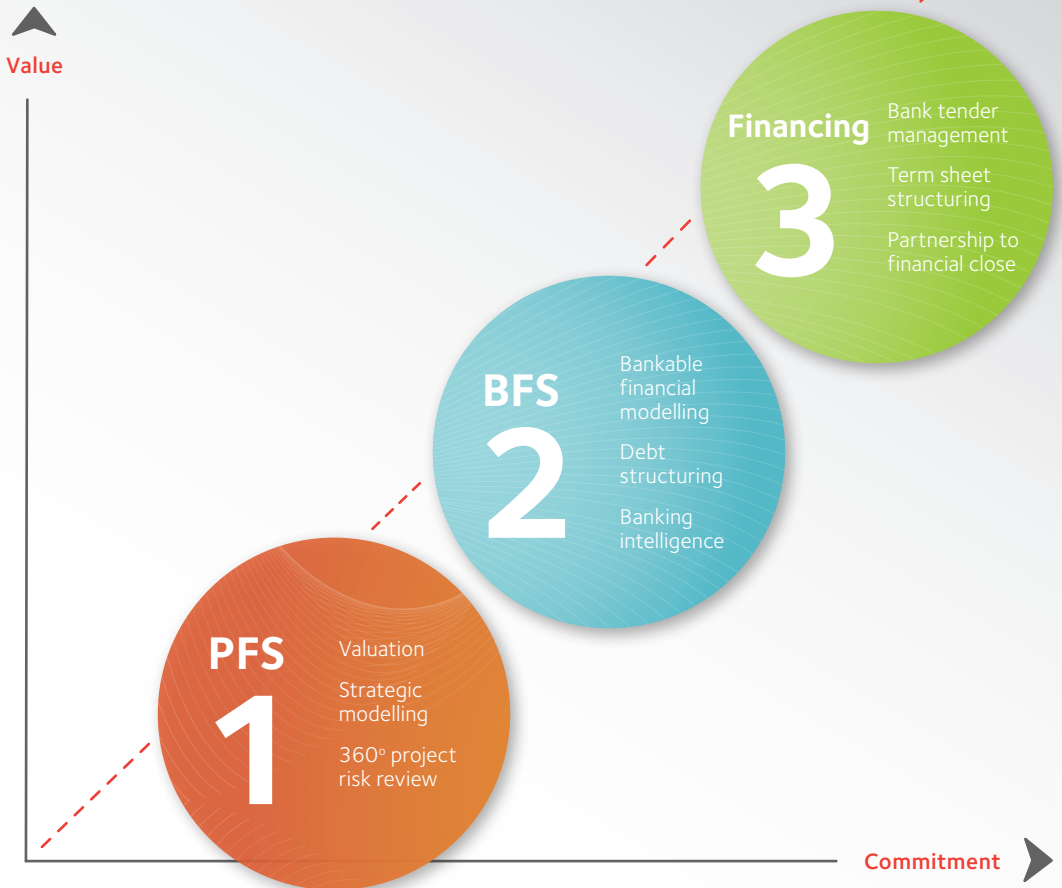 Value
Financing
3
Bank tender
management
Term sheet
structuring
Partnership to
financial close
BFS
2
Bankable
financial
modelling
Debt
structuring
Banking
intelligence
PFS
1
Valuation
Strategic
modelling
360º project
risk review
Commitment